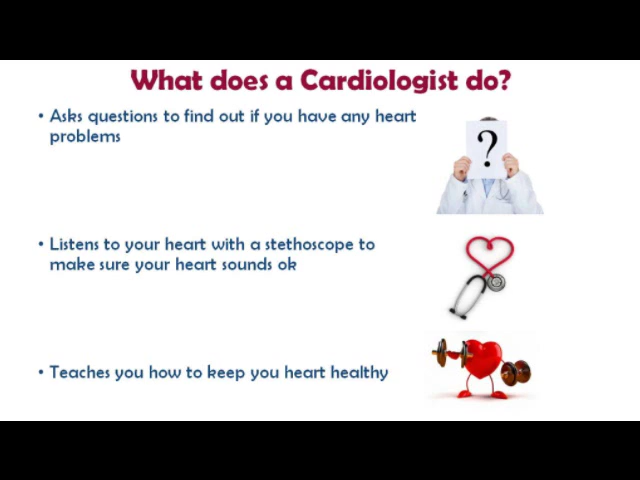 What does a Cardiologist do?
• Asks questions to find out if you have any heart
problems
?
• Listens to your heart with a stethoscope to
make sure your heart sounds ok
• Teaches you how to keep you heart healthy